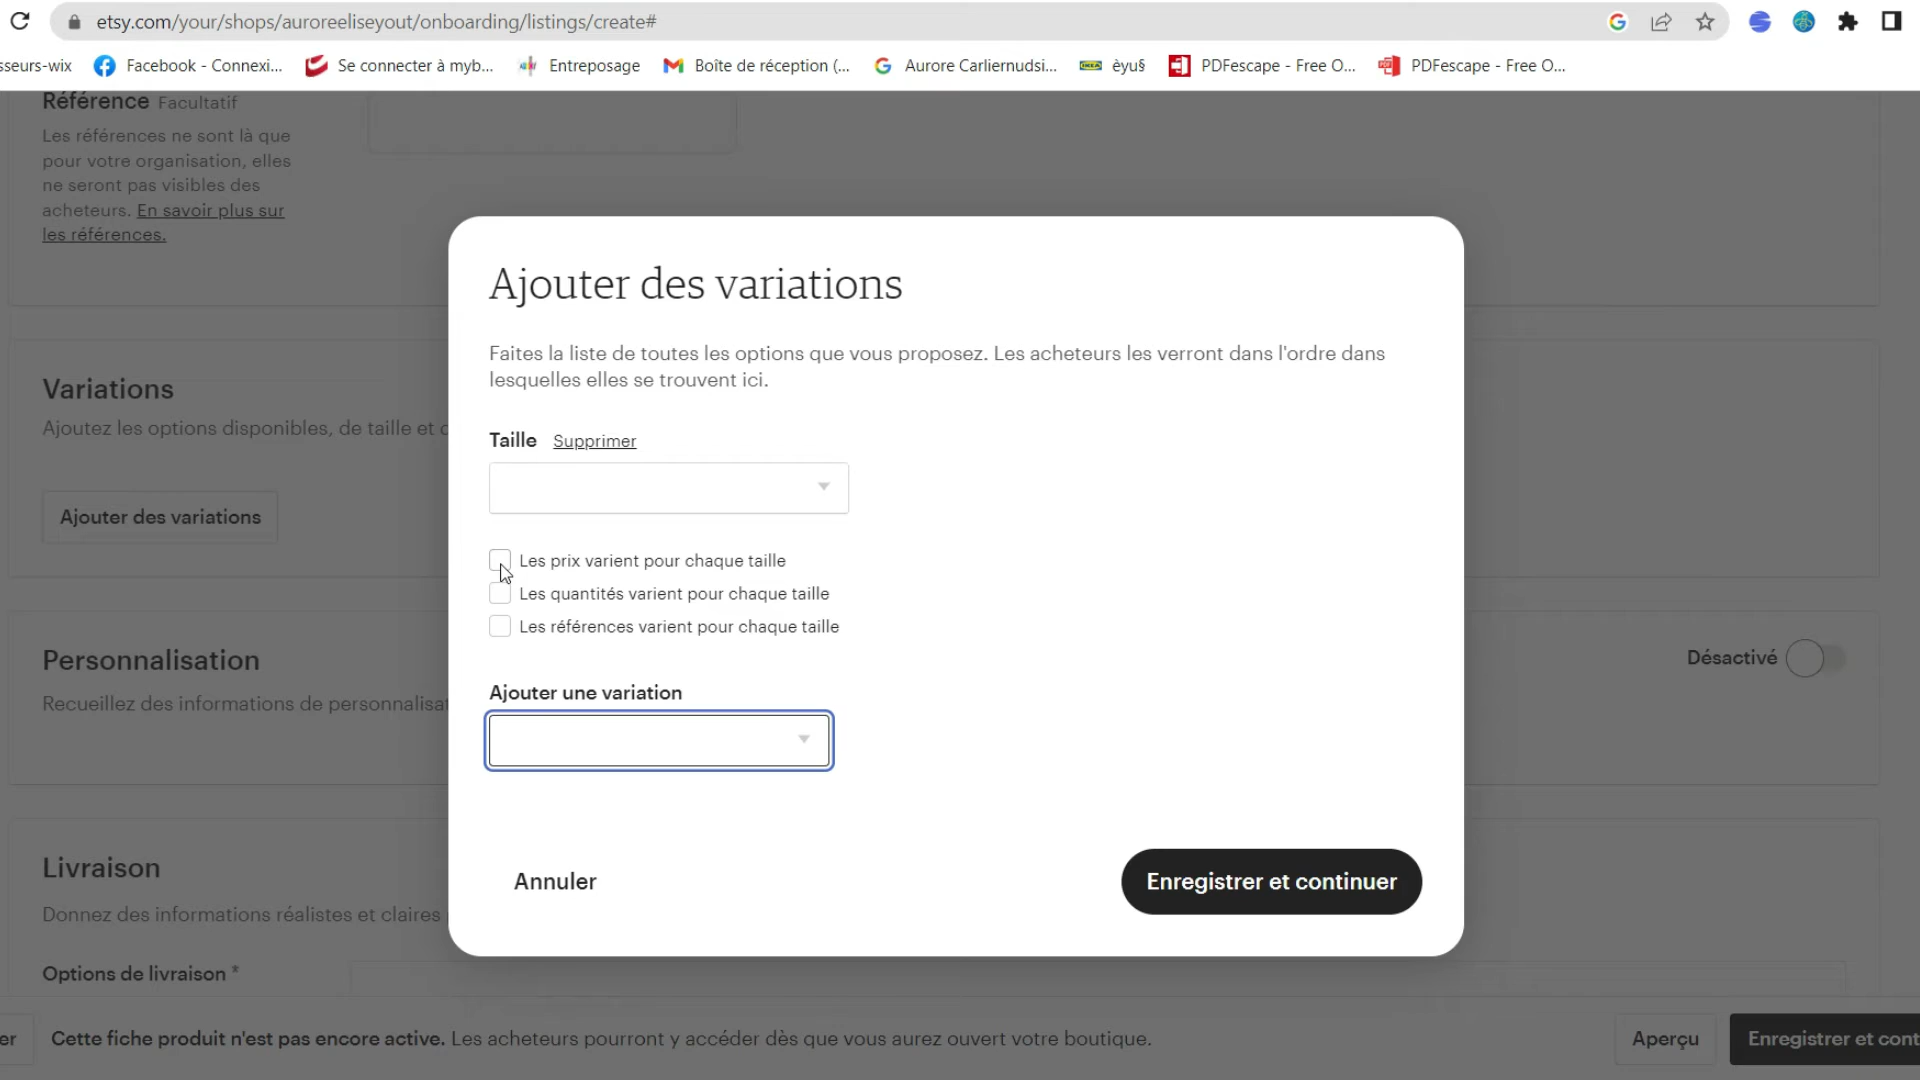 etsy.com/your/shops/auroreeliseyout/onboarding/listings/create#
sseurs-wix
Facebook - Connexi...
Se connecter à myb...
Entreposage
Boîte de réception (...
Aurore Carliernudsi...
IKEA
èyu§
PDFescape - Free O...
PDFescape - Free O...
Référence Facultatif
Les références ne sont là que
pour votre organisation, elles
ne seront pas visibles des
acheteurs. En savoir plus sur
les références.
Variations
Ajoutez les options disponibles, de taille et c
Ajouter des variations
Personnalisation
Recueillez des informations de personnalisat
Désactivé
Livraison
Donnez des informations réalistes et claires
Options de livraison *
Ajouter des variations
Faites la liste de toutes les options que vous proposez. Les acheteurs les verront dans l'ordre dans
lesquelles elles se trouvent ici.
Taille Supprimer
Les prix varient pour chaque taille
Les quantités varient pour chaque taille
Les références varient pour chaque taille
Ajouter une variation
Annuler
Enregistrer et continuer
er
Cette fiche produit n'est pas encore active. Les acheteurs pourront y accéder dès que vous aurez ouvert votre boutique.
Aperçu
Enregistrer et cont